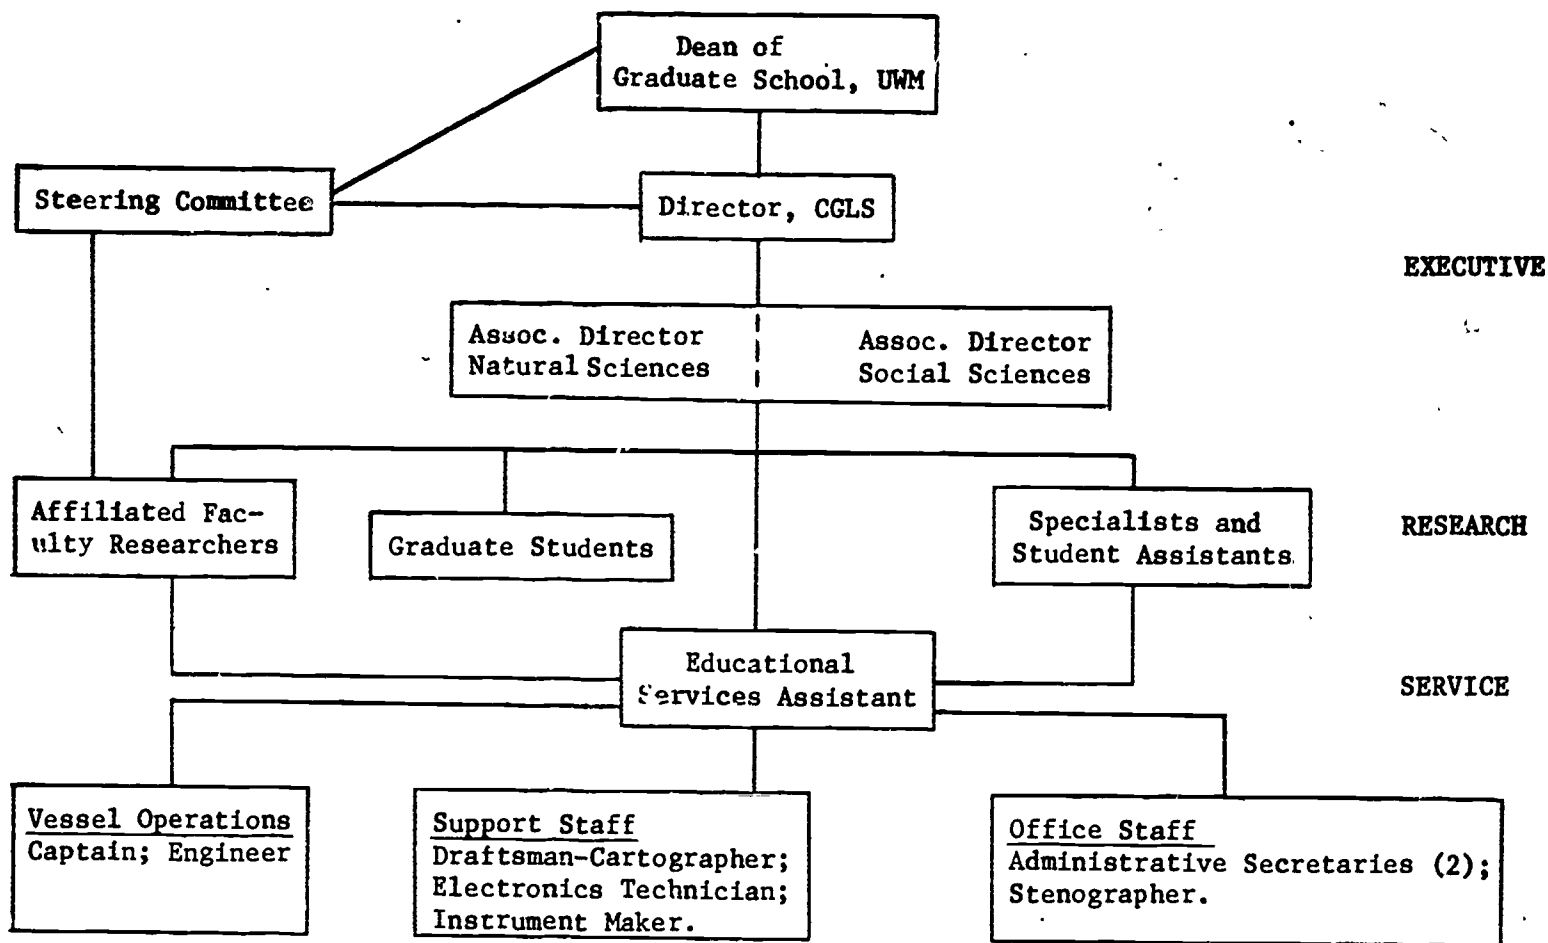 Dean of
Graduate School, UWM
Steering Committee
Director, CGLS
EXECUTIVE
Assoc. Director
Natural Sciences
Assoc. Director
Social Sciences
Affiliated Fac-
ulty Researchers
Graduate Students
Specialists and
Student Assistants
RESEARCH
Educational
Services Assistant
SERVICE
Vessel Operations
Captain; Engineer
Support Staff
Draftsman-Cartographer;
Electronics Technician;
Instrument Maker.
Office Staff
Administrative Secretaries (2);
Stenographer.